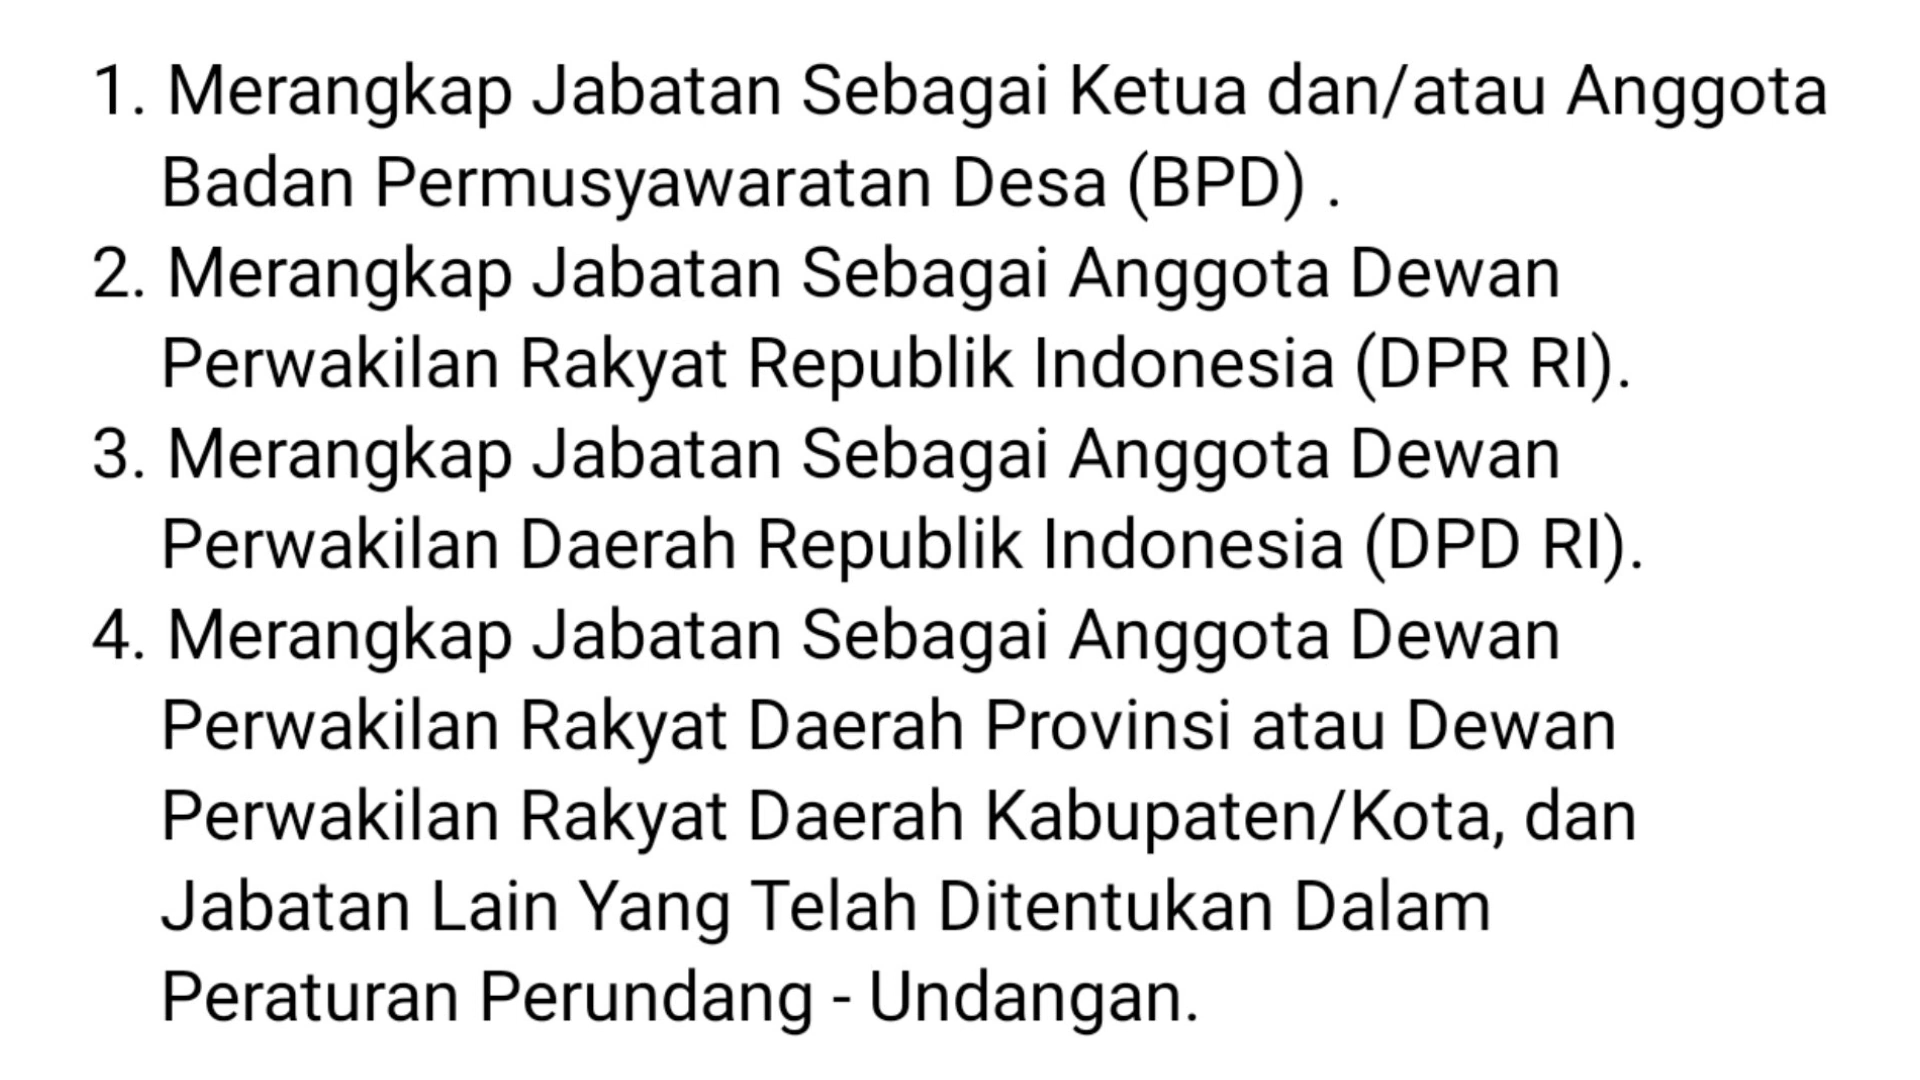 1. Merangkap Jabatan Sebagai Ketua dan/atau Anggota
Badan Permusyawaratan Desa (BPD) .
2. Merangkap Jabatan Sebagai Anggota Dewan
Perwakilan Rakyat Republik Indonesia (DPR RI).
3. Merangkap Jabatan Sebagai Anggota Dewan
Perwakilan Daerah Republik Indonesia (DPD RI).
4. Merangkap Jabatan Sebagai Anggota Dewan
Perwakilan Rakyat Daerah Provinsi atau Dewan
Perwakilan Rakyat Daerah Kabupaten/Kota, dan
Jabatan Lain Yang Telah Ditentukan Dalam
Peraturan Perundang - Undangan.